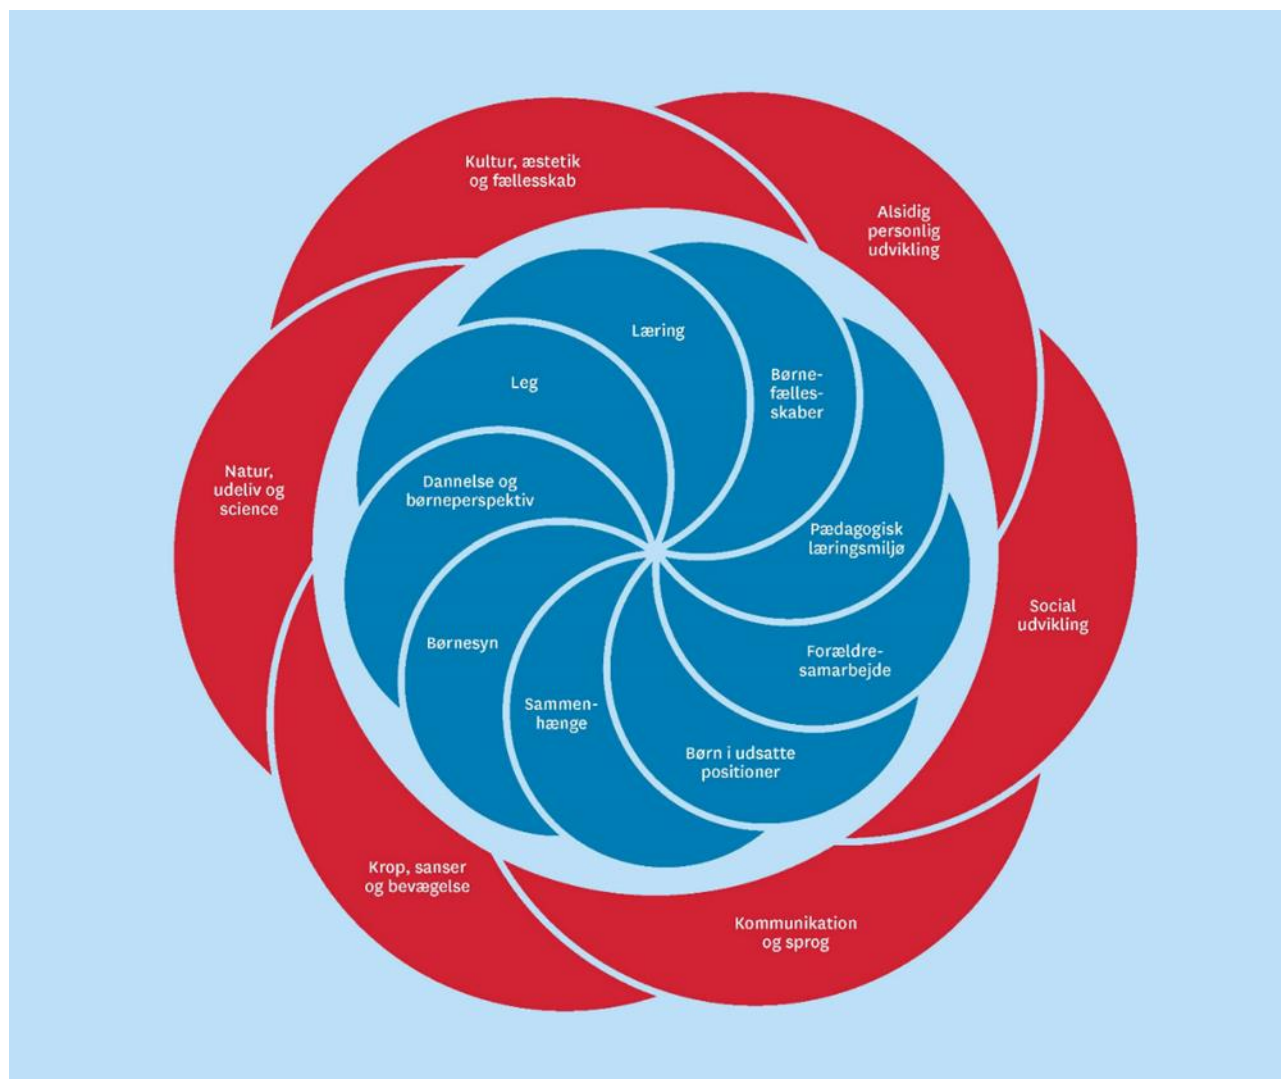 Kultur, æstetik
og fællesskab
Alsidig
personlig
udvikling
Læring
Børne-
fælles-
skaber
Leg
Natur,
udeliv og
science
Dannelse og
børneperspektiv
Pædagogisk
læringsmiljø
Social
udvikling
Børnesyn
Forældre-
samarbejde
Sammen-
hænge
Børn i udsatte
positioner
Krop, sanser
og bevægelse
Kommunikation
og sprog